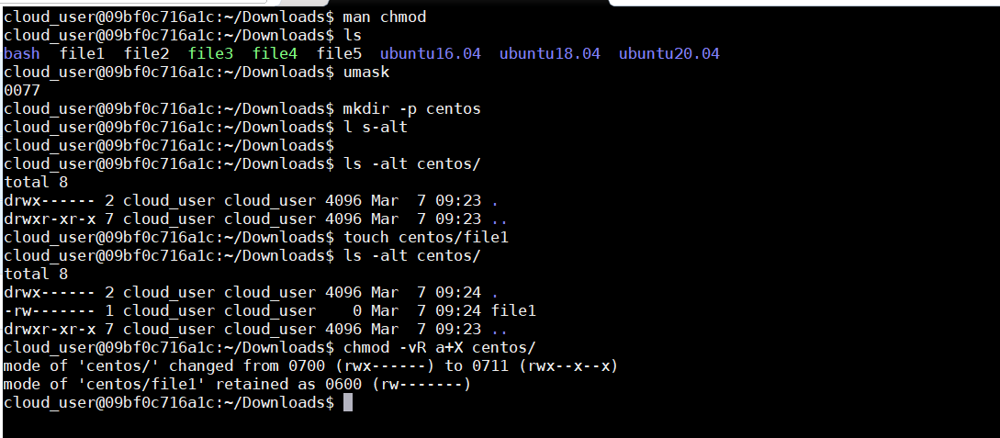 cloud_user@09bf0c716a1c:~/Downloads$ man chmod
cloud_user@09bf0c716a1c:~/Downloads$ ls
bash  file1  file2  file3  file4  file5  ubuntu16.04  ubuntu18.04  ubuntu20.04
cloud_user@09bf0c716a1c:~/Downloads$ umask
0077
cloud_user@09bf0c716a1c:~/Downloads$ mkdir -p centos
cloud_user@09bf0c716a1c:~/Downloads$ l s-alt
cloud_user@09bf0c716a1c:~/Downloads$
cloud_user@09bf0c716a1c:~/Downloads$ ls -alt centos/
total 8
drwx------ 2 cloud_user cloud_user 4096 Mar  7 09:23 .
drwxr-xr-x 7 cloud_user cloud_user 4096 Mar  7 09:23 ..
cloud_user@09bf0c716a1c:~/Downloads$ touch centos/file1
cloud_user@09bf0c716a1c:~/Downloads$ ls -alt centos/
total 8
drwx------ 2 cloud_user cloud_user 4096 Mar  7 09:24 .
-rw------- 1 cloud_user cloud_user    0 Mar  7 09:24 file1
drwxr-xr-x 7 cloud_user cloud_user 4096 Mar  7 09:23 ..
cloud_user@09bf0c716a1c:~/Downloads$ chmod -vR a+X centos/
mode of 'centos/' changed from 0700 (rwx------) to 0711 (rwx--x--x)
mode of 'centos/file1' retained as 0600 (rw-------)
cloud_user@09bf0c716a1c:~/Downloads$